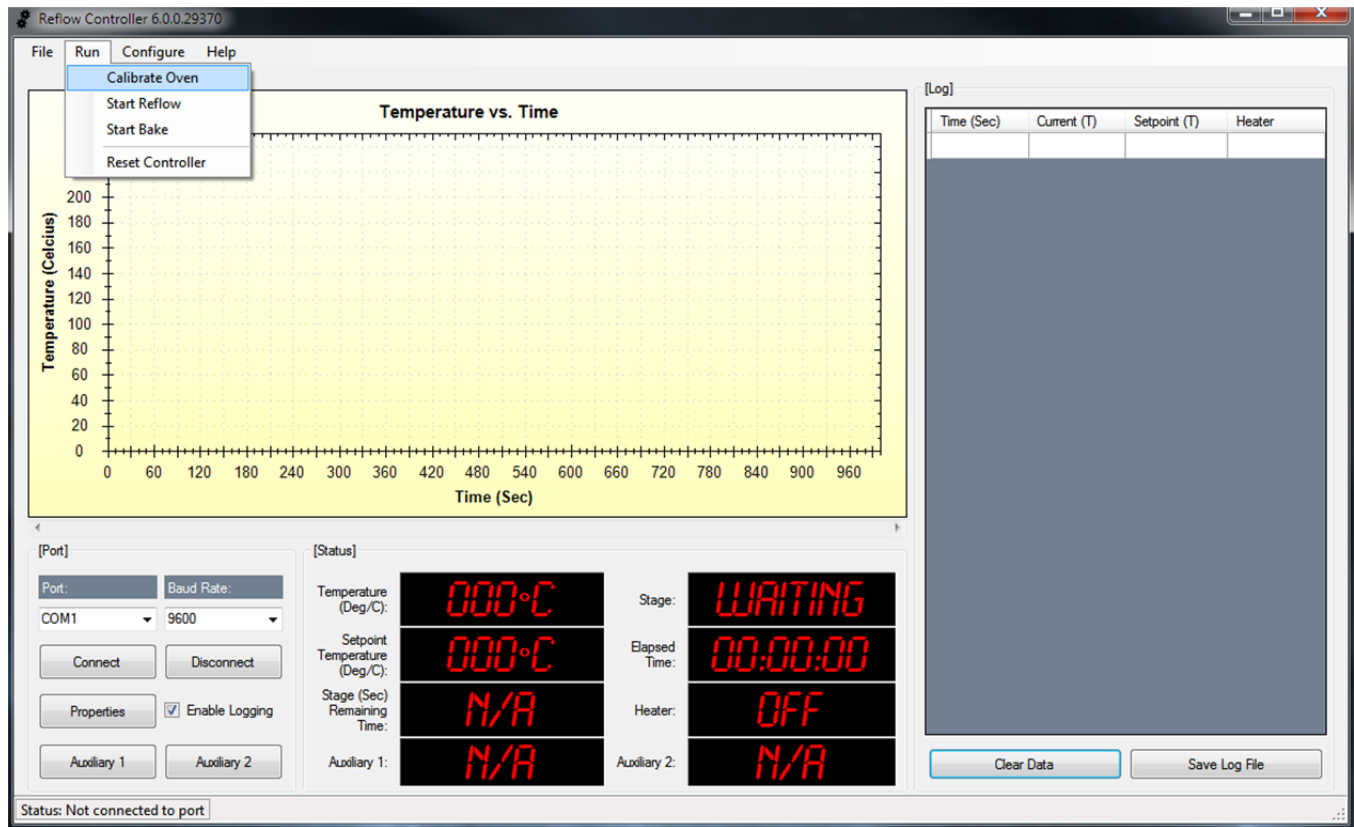 Reflow Controller 6.0.0.29370
File Run Configure Help
Calibrate Oven
Start Reflow
Start Bake
Reset Controller
Temperature vs. Time
Temperature (Celcius)
200
180
160
140
120
100
80
60
40
20
0
0 60 120 180 240 300 360 420 480 540 600 660 720 780 840 900 960
Time (Sec)
[Log]
Time (Sec) Current (T) Setpoint (T) Heater
[Port]
Port: Baud Rate:
COM1 9600
Connect Disconnect
Properties Enable Logging
Auxiliary 1 Auxiliary 2
[Status]
Temperature
(Deg/C):
000°C
Stage:
WAITING
Setpoint
Temperature
(Deg/C):
000°C
Elapsed
Time:
00:00:00
Stage (Sec)
Remaining
Time:
N/A
Heater:
OFF
Auxiliary 1:
N/A
Auxiliary 2:
N/A
Clear Data Save Log File
Status: Not connected to port